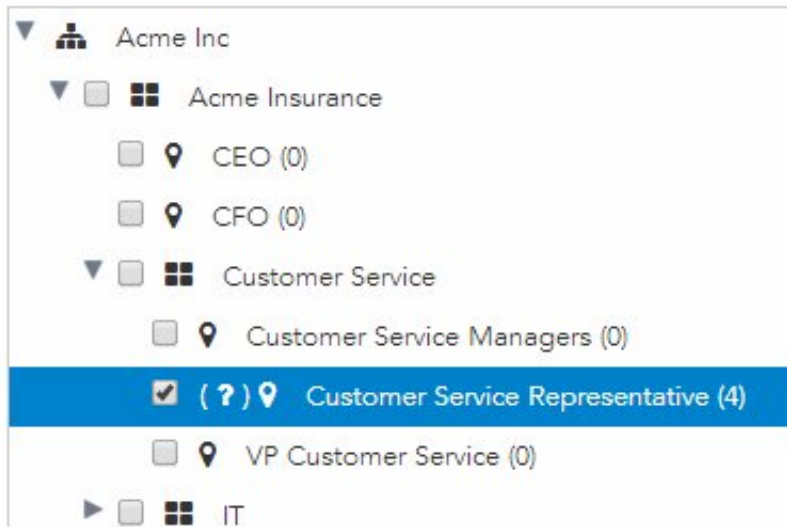 Acme Inc
Acme Insurance
CEO (0)
CFO (0)
Customer Service
Customer Service Managers (0)
( ? ) Customer Service Representative (4)
VP Customer Service (0)
IT